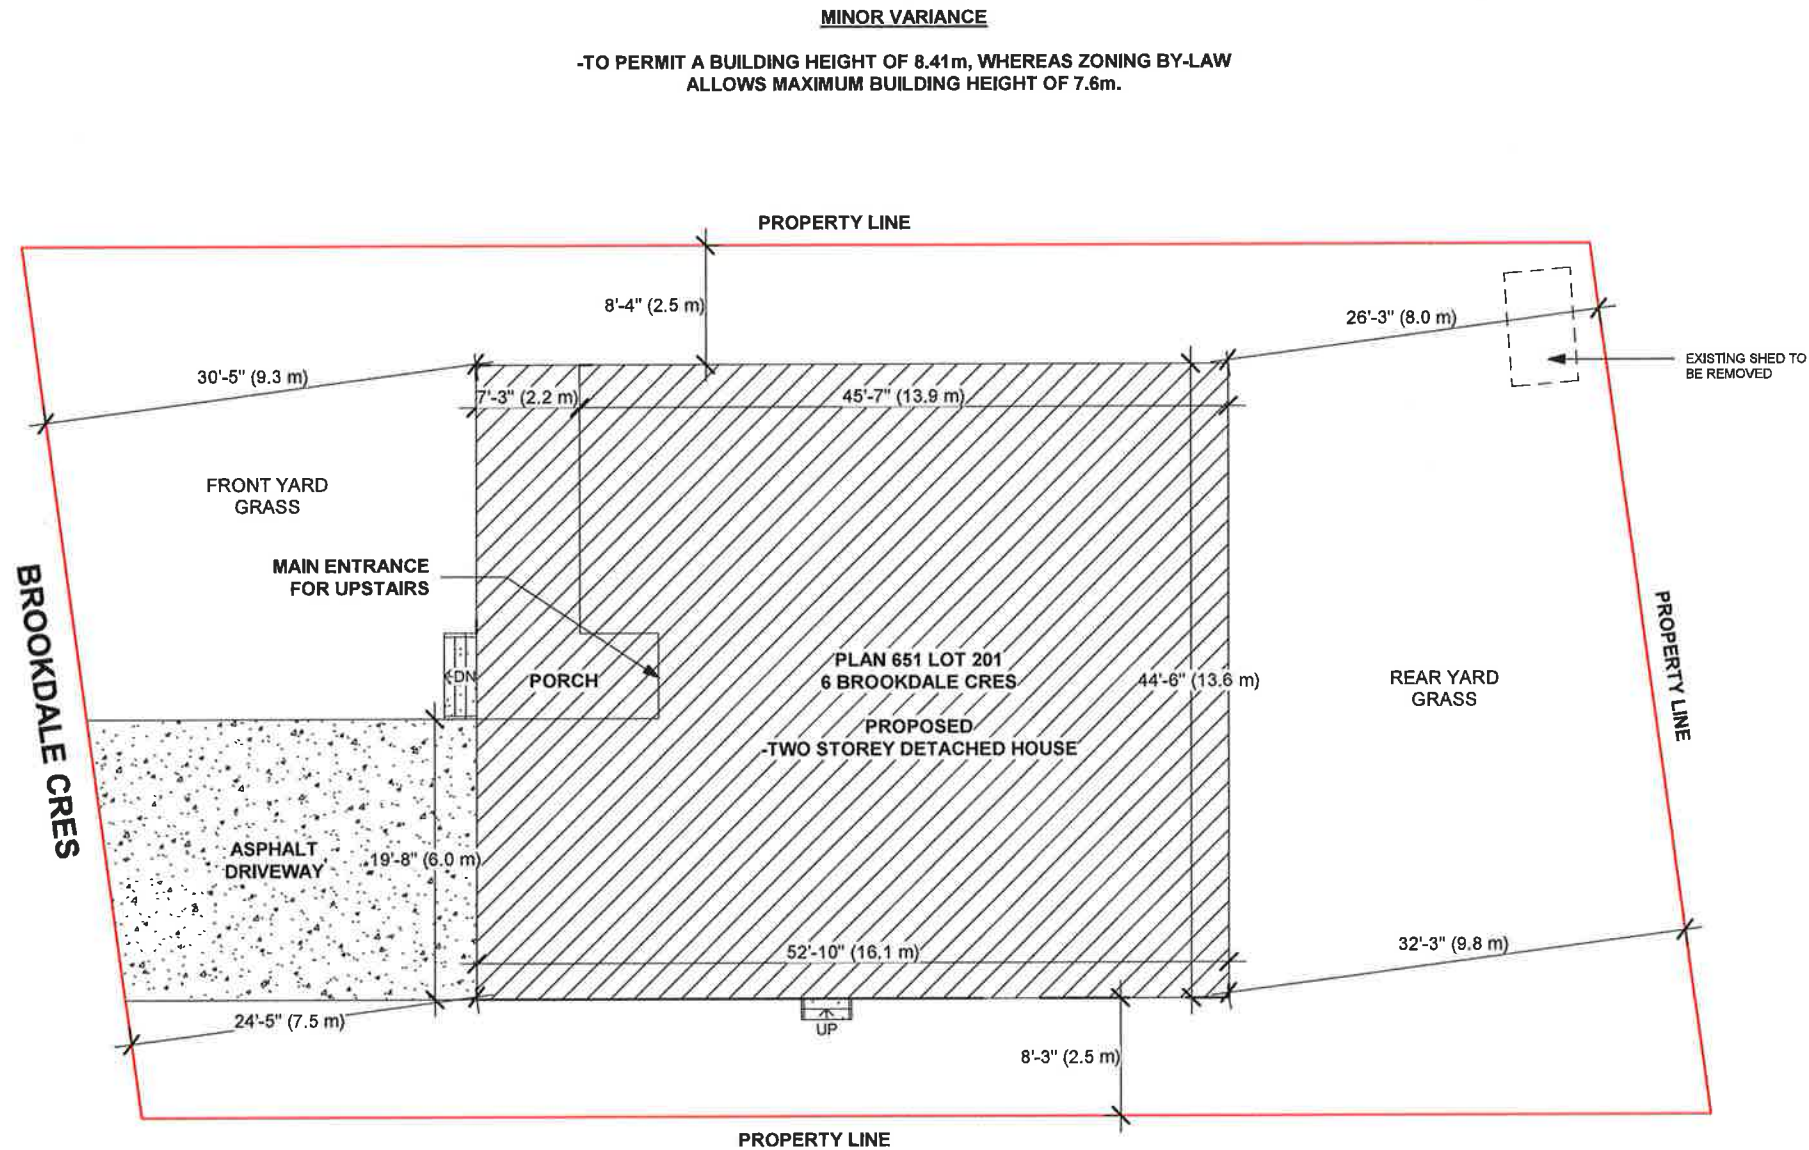 MINOR VARIANCE
-TO PERMIT A BUILDING HEIGHT OF 8.41m, WHEREAS ZONING BY-LAW
ALLOWS MAXIMUM BUILDING HEIGHT OF 7.6m.
PROPERTY LINE
8'-4" (2.5 m)
26'-3" (8.0 m)
EXISTING SHED TO
BE REMOVED
30'-5" (9.3 m)
7'-3" (2.2 m)
45'-7" (13.9 m)
FRONT YARD
GRASS
MAIN ENTRANCE
FOR UPSTAIRS
BROOKDALE CRES
DN
PORCH
PLAN 651 LOT 201
6 BROOKDALE CRES
PROPOSED
-TWO STOREY DETACHED HOUSE
44'-6" (13.6 m)
REAR YARD
GRASS
PROPERTY LINE
ASPHALT
DRIVEWAY
19'-8" (6.0 m)
52'-10" (16.1 m)
32'-3" (9.8 m)
24'-5" (7.5 m)
UP
8'-3" (2.5 m)
PROPERTY LINE